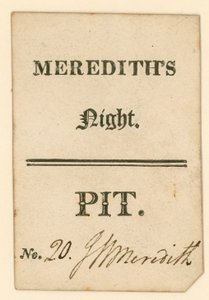 MEREDITH'S
Night.
PIT.
No. 20. J W Meredith